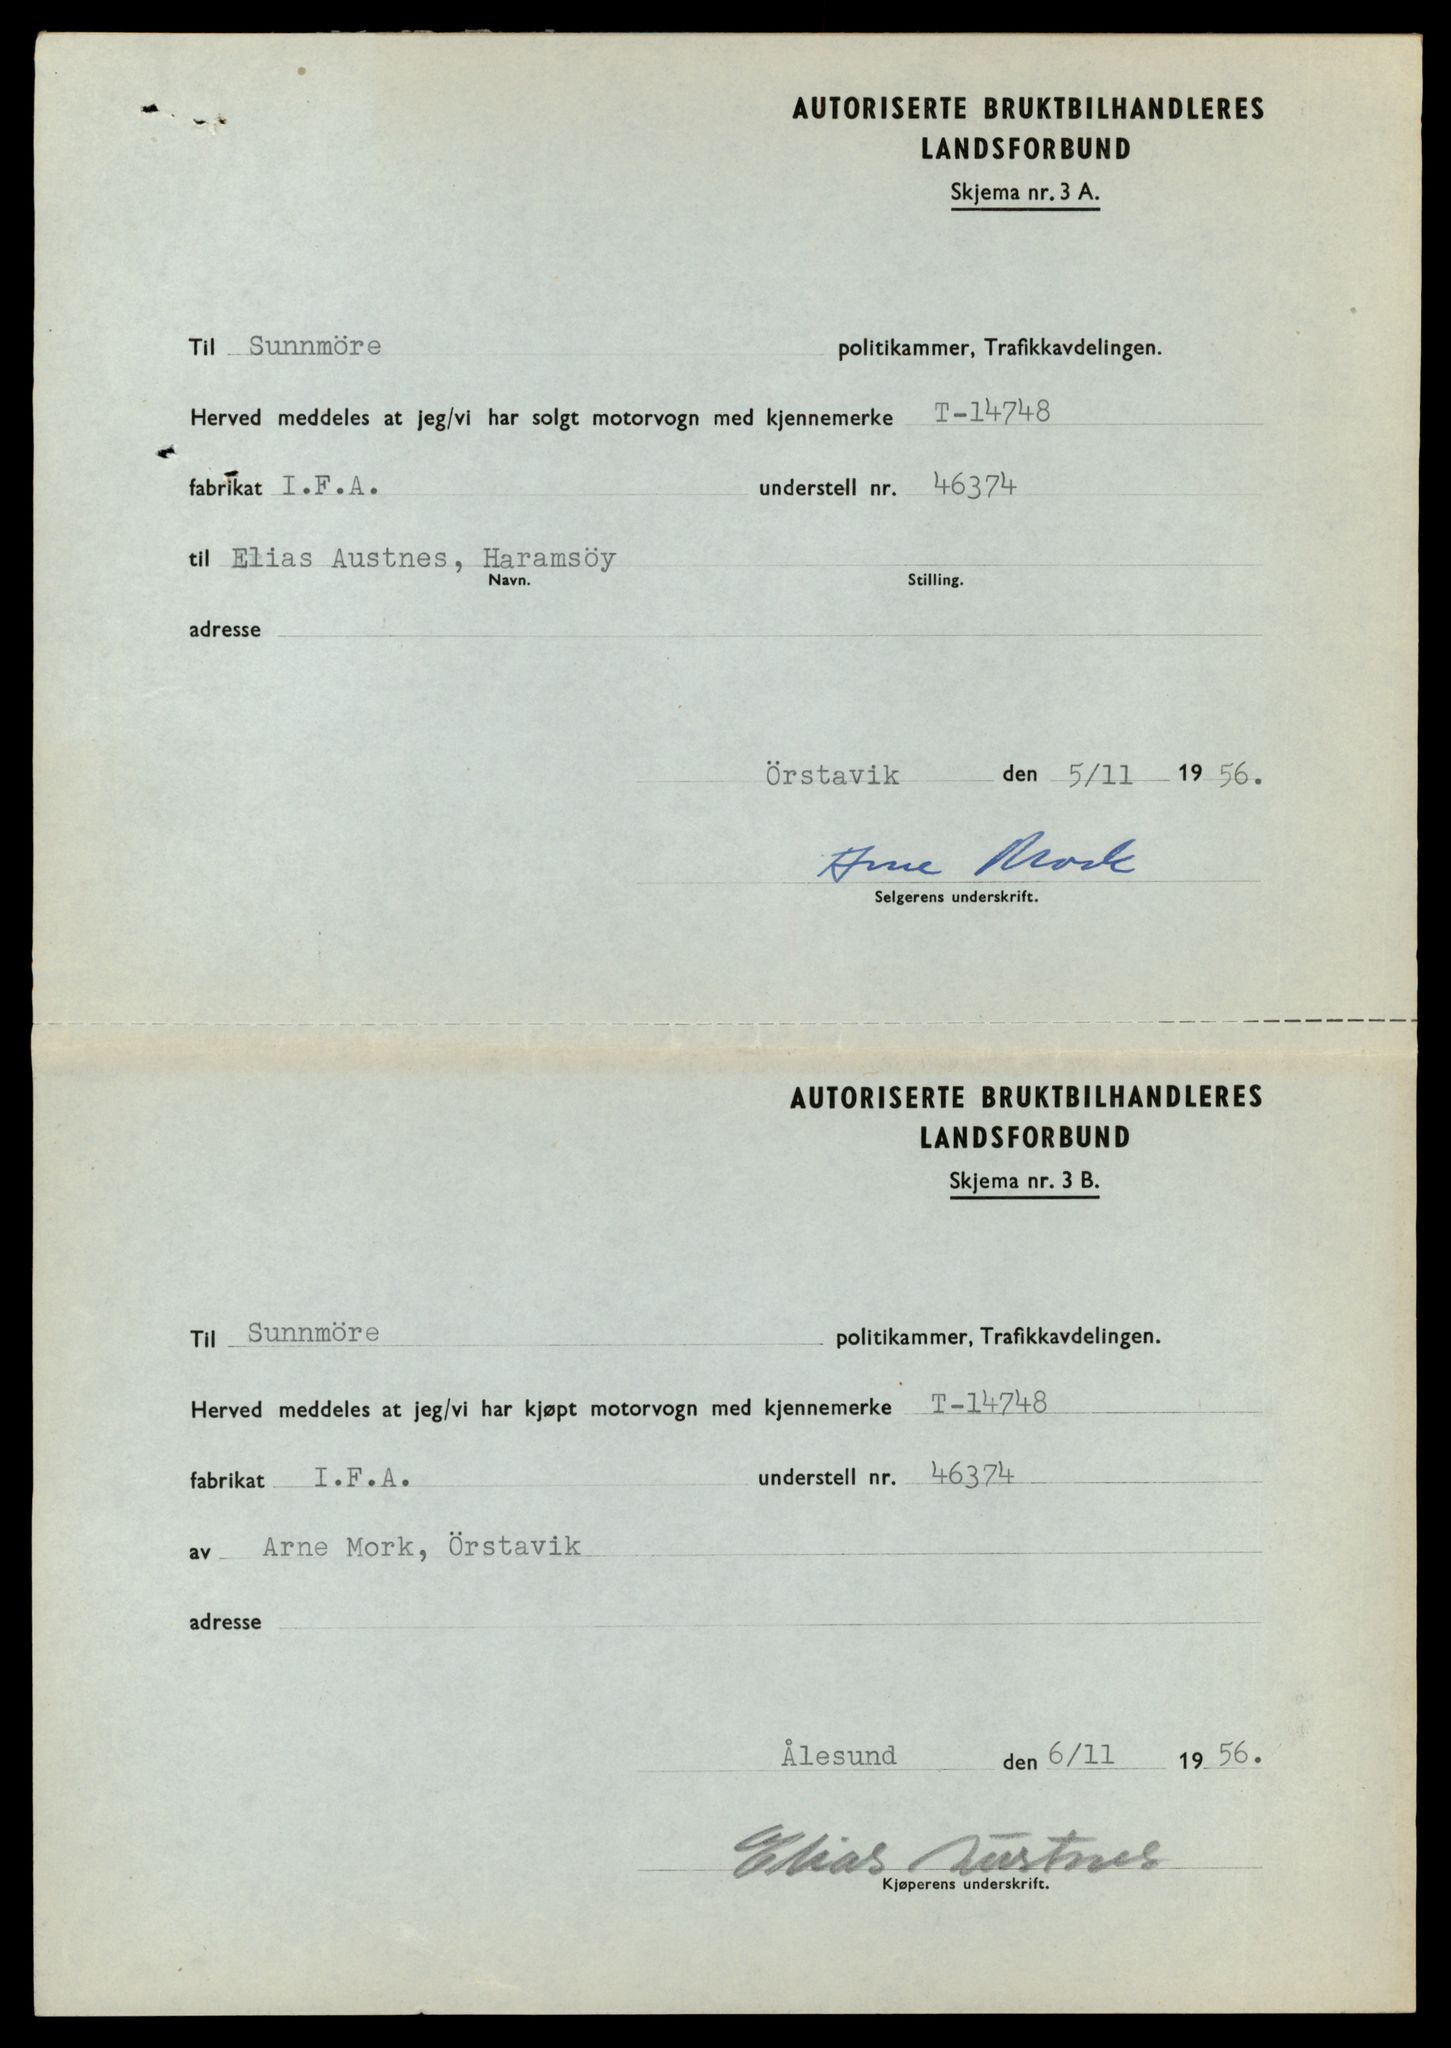 AUTORISERTE BRUKTBILHANDLERES
LANDSFORBUND
Skjema nr. 3 A.
Til Sunnmöre politikammer, Trafikkavdelingen.
Herved meddeles at jeg/vi har solgt motorvogn med kjennemerke T-14748
fabrikat I.F.A. understell nr. 46374
til Elias Austnes, Haramsöy
Navn. Stilling.
adresse
Örstavik den 5/11 1956.
Arne Mork
Selgerens underskrift.
AUTORISERTE BRUKTBILHANDLERES
LANDSFORBUND
Skjema nr. 3 B.
Til Sunnmöre politikammer, Trafikkavdelingen.
Herved meddeles at jeg/vi har kjøpt motorvogn med kjennemerke T-14748
fabrikat I.F.A. understell nr. 46374
av Arne Mork, Örstavik
adresse
Ålesund den 6/11 1956.
Elias Austnes
Kjøperens underskrift.